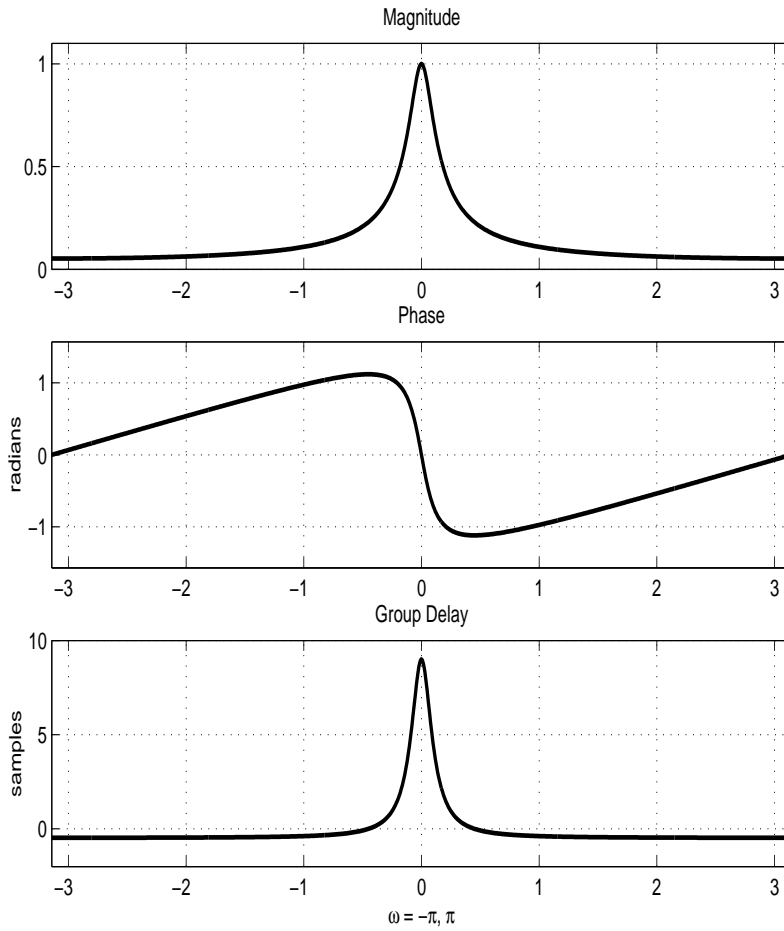 Magnitude
1
0.5
0
−3 −2 −1 0 1 2 3
Phase
radians
1
0
−1
−3 −2 −1 0 1 2 3
Group Delay
samples
10
5
0
−3 −2 −1 0 1 2 3
ω = −π, π